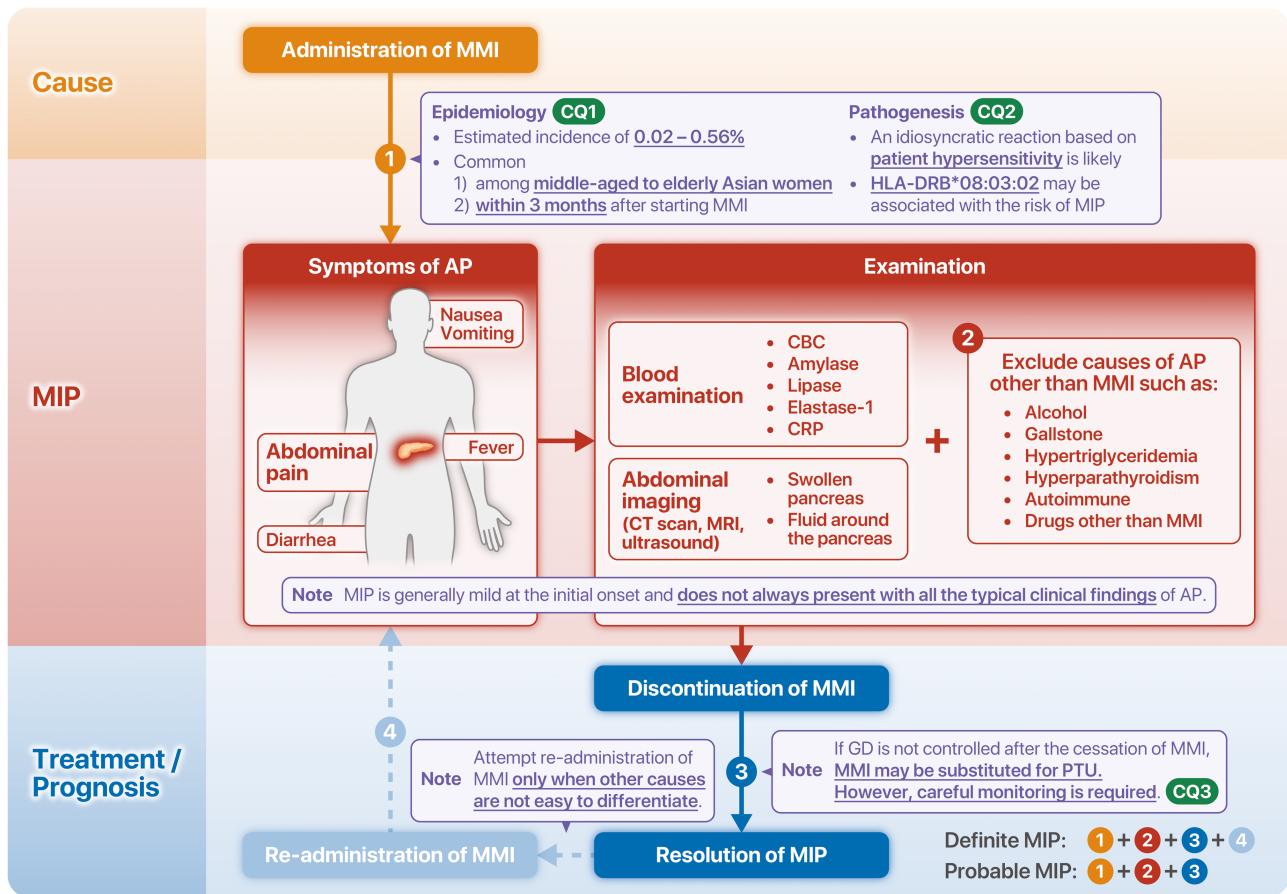 Cause
Administration of MMI
1
Epidemiology CQ1
• Estimated incidence of 0.02 – 0.56%
• Common
1) among middle-aged to elderly Asian women
2) within 3 months after starting MMI
Pathogenesis CQ2
• An idiosyncratic reaction based on
patient hypersensitivity is likely
• HLA-DRB*08:03:02 may be
associated with the risk of MIP
MIP
Symptoms of AP
Nausea
Vomiting
Abdominal
pain
Fever
Diarrhea
Examination
Blood
examination
• CBC
• Amylase
• Lipase
• Elastase-1
• CRP
Abdominal
imaging
(CT scan, MRI,
ultrasound)
• Swollen
pancreas
• Fluid around
the pancreas
+
2
Exclude causes of AP
other than MMI such as:
• Alcohol
• Gallstone
• Hypertriglyceridemia
• Hyperparathyroidism
• Autoimmune
• Drugs other than MMI
Note MIP is generally mild at the initial onset and does not always present with all the typical clinical findings of AP.
Treatment /
Prognosis
Discontinuation of MMI
4
Note
Attempt re-administration of
MMI only when other causes
are not easy to differentiate.
3
Note
If GD is not controlled after the cessation of MMI,
MMI may be substituted for PTU.
However, careful monitoring is required. CQ3
Re-administration of MMI
Resolution of MIP
Definite MIP: 1 + 2 + 3 + 4
Probable MIP: 1 + 2 + 3